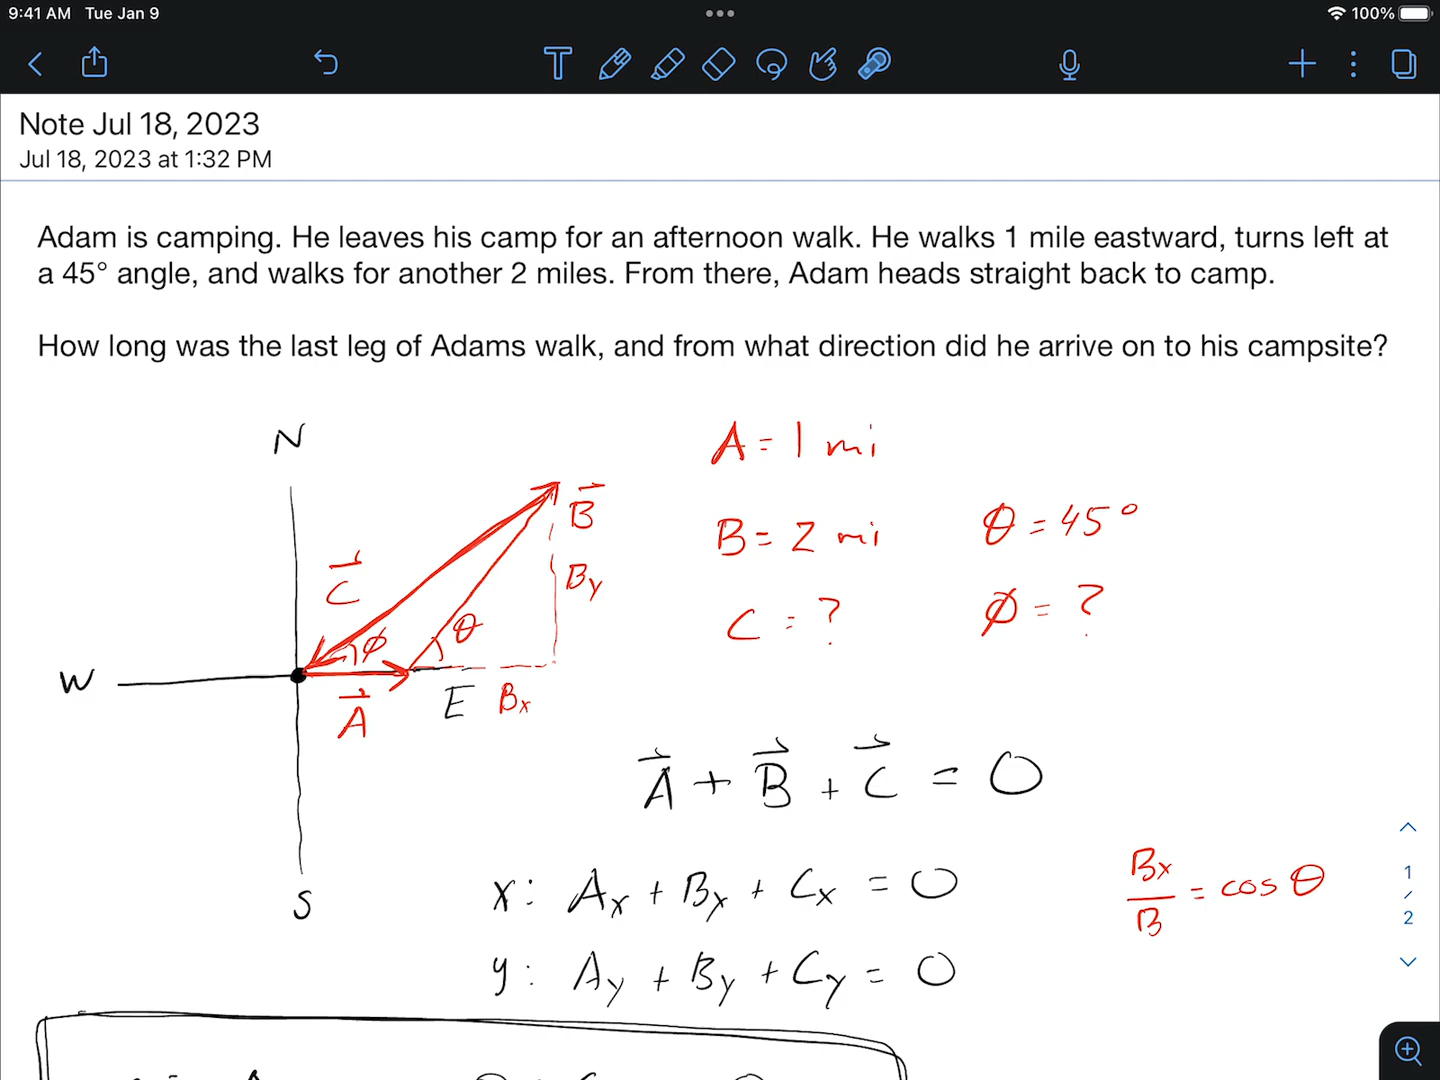 9:41 AM Tue Jan 9
100%
Note Jul 18, 2023
Jul 18, 2023 at 1:32 PM
Adam is camping. He leaves his camp for an afternoon walk. He walks 1 mile eastward, turns left at
a 45° angle, and walks for another 2 miles. From there, Adam heads straight back to camp.
How long was the last leg of Adams walk, and from what direction did he arrive on to his campsite?
N
A = 1 mi
B⃗
B = 2 mi
θ = 45°
C⃗
By
C = ?
φ = ?
φ
θ
W
A⃗
E
Bx
A⃗ + B⃗ + C⃗ = 0
S
x: Ax + Bx + Cx = 0
Bx/B = cos θ
y: Ay + By + Cy = 0
1
/
2